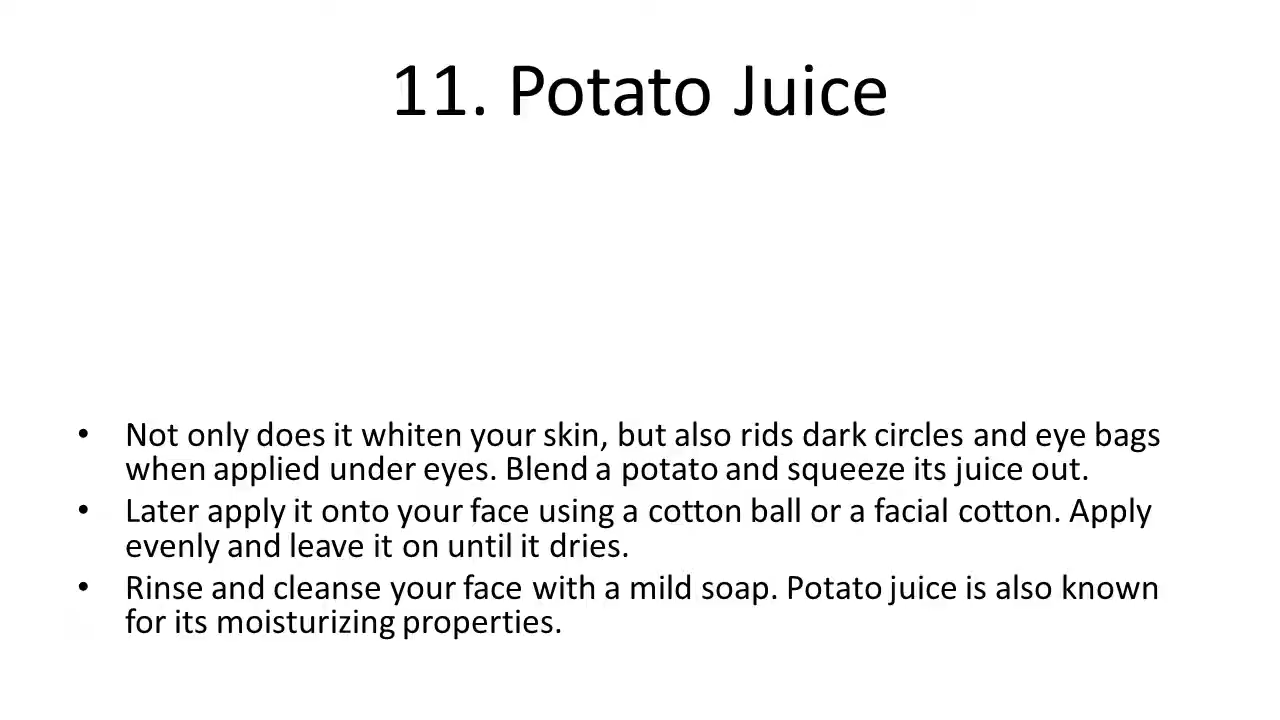 11. Potato Juice
• Not only does it whiten your skin, but also rids dark circles and eye bags
when applied under eyes. Blend a potato and squeeze its juice out.
• Later apply it onto your face using a cotton ball or a facial cotton. Apply
evenly and leave it on until it dries.
• Rinse and cleanse your face with a mild soap. Potato juice is also known
for its moisturizing properties.